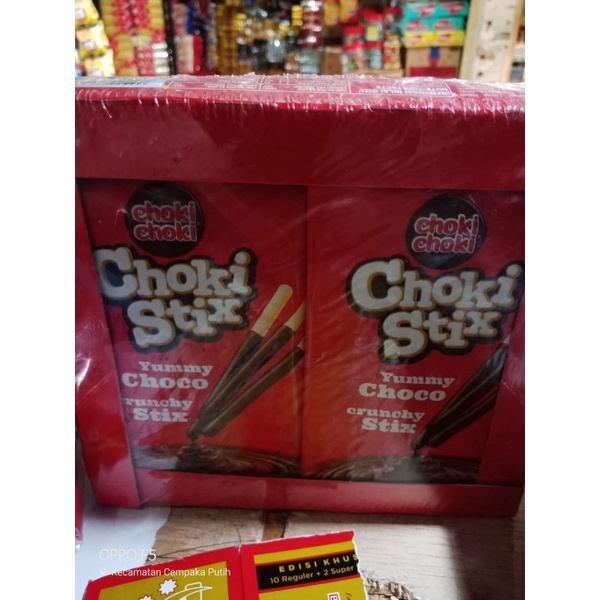 choki
choki
Choki
Stix
Yummy
Choco
crunchy
Stix
choki
choki
Choki
Stix
Yummy
Choco
crunchy
Stix
EDISI KHUS
10 Reguler + 2 Super
OPPO F5
Kecamatan Cempaka Putih